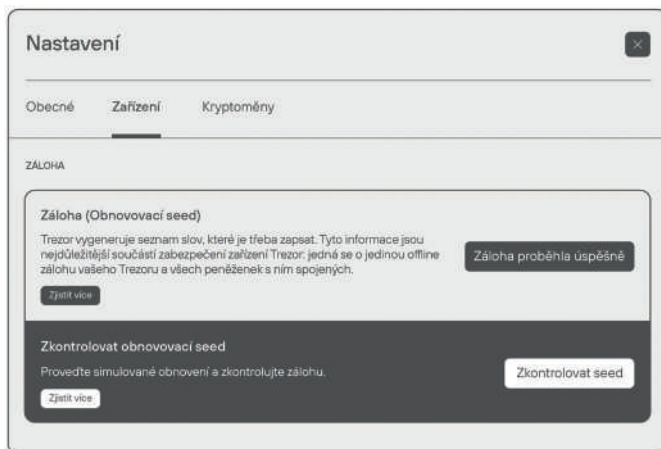 Nastavení
Obecné Zařízení Kryptoměny
ZÁLOHA
Záloha (Obnovovací seed)
Trezor vygeneruje seznam slov, které je třeba zapsat. Tyto informace jsou
nejdůležitější součástí zabezpečení zařízení Trezor: jedná se o jedinou offline
zálohu vašeho Trezoru a všech peněženek s ním spojených.
Záloha proběhla úspěšně
Zjistit více
Zkontrolovat obnovovací seed
Proveďte simulované obnovení a zkontrolujte zálohu.
Zkontrolovat seed
Zjistit více